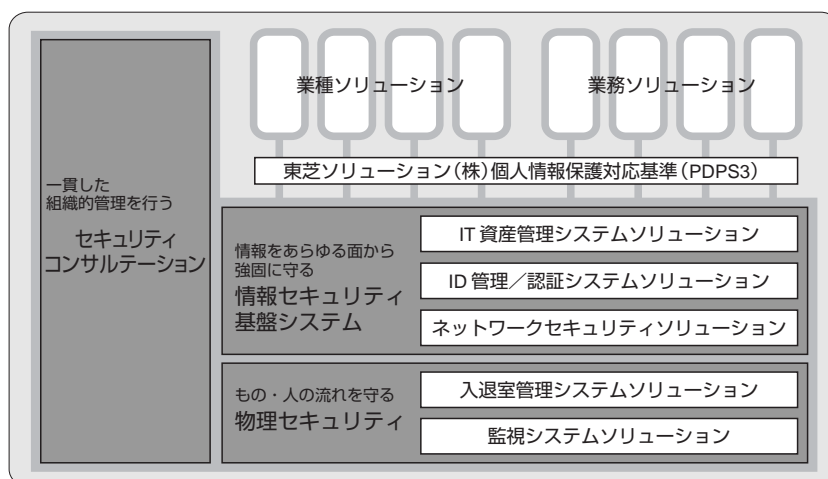 業種ソリューション
業務ソリューション
東芝ソリューション(株)個人情報保護対応基準(PDPS3)
一貫した
組織的管理を行う
セキュリティ
コンサルテーション
情報をあらゆる面から
強固に守る
情報セキュリティ
基盤システム
IT 資産管理システムソリューション
ID 管理/認証システムソリューション
ネットワークセキュリティソリューション
もの・人の流れを守る
物理セキュリティ
入退室管理システムソリューション
監視システムソリューション